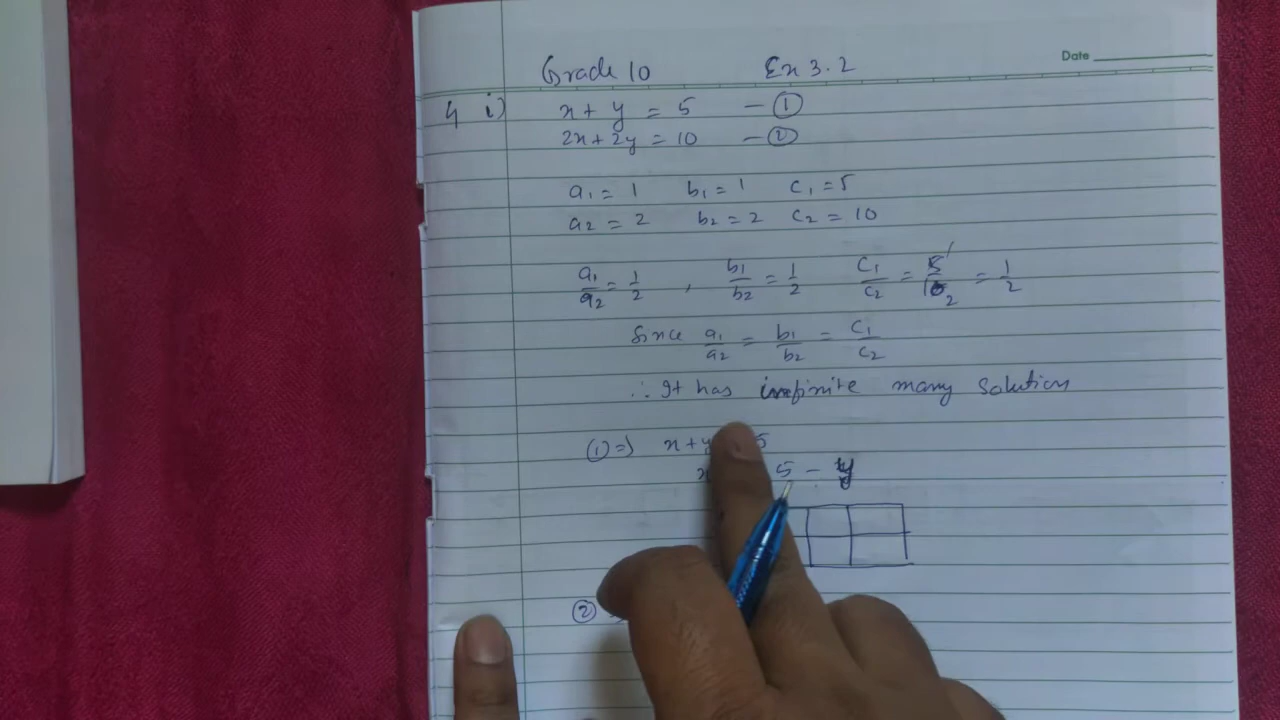 Date
Grade 10 Ex 3.2
4 i) x + y = 5 — ①
2x + 2y = 10 — ②
a₁ = 1 b₁ = 1 c₁ = 5
a₂ = 2 b₂ = 2 c₂ = 10
a₁/a₂ = 1/2 , b₁/b₂ = 1/2 c₁/c₂ = 5/10 = 1/2
Since a₁/a₂ = b₁/b₂ = c₁/c₂
∴ It has infinite many solution
① ⇒ x + y 5
x 5 – y
②